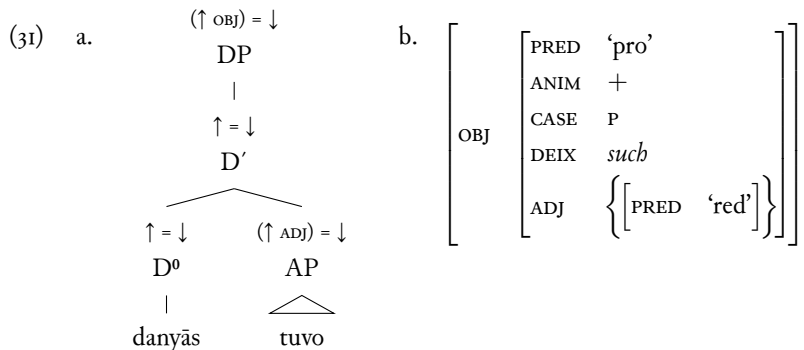 (31) a. (↑ OBJ) = ↓
DP
↑ = ↓
D′
↑ = ↓ (↑ ADJ) = ↓
D⁰ AP
danyās tuvo
b. OBJ [PRED ‘pro’
ANIM +
CASE P
DEIX such
ADJ {[PRED ‘red’]}]